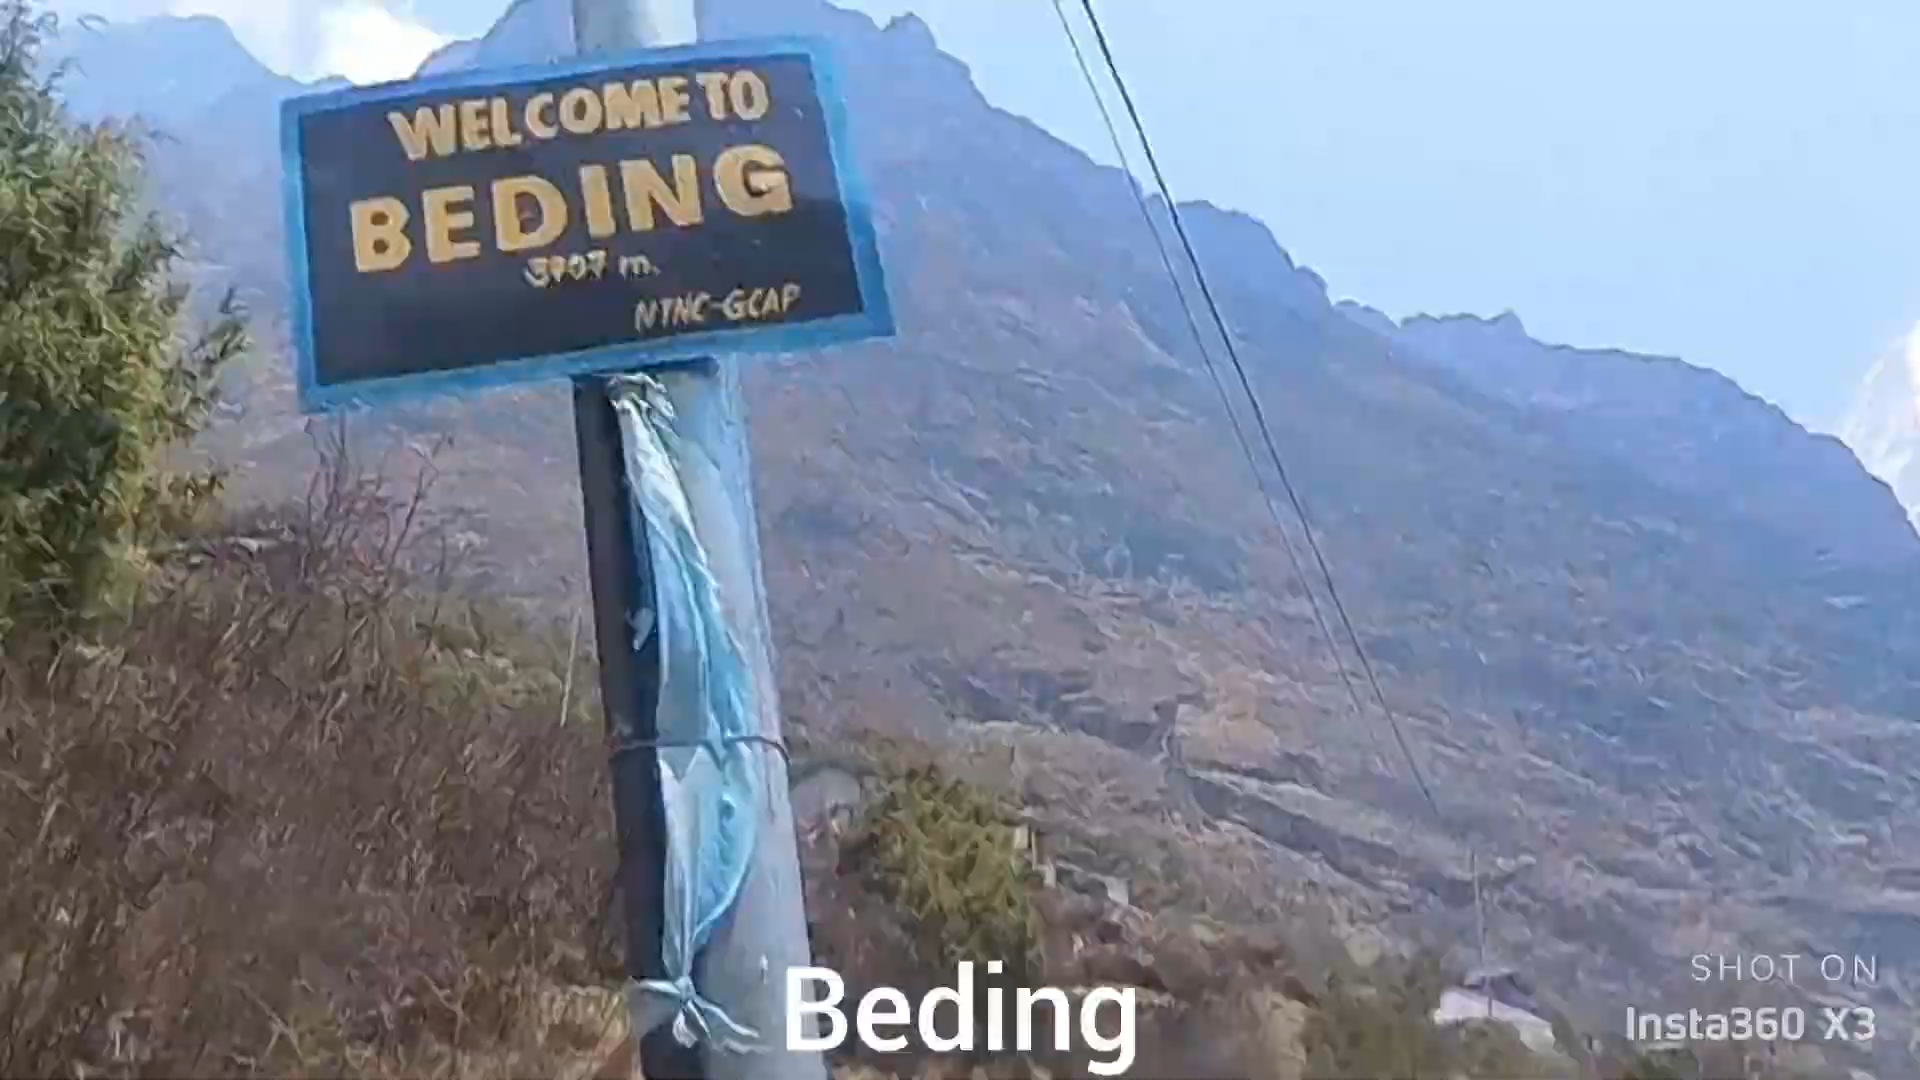 WELCOME TO
BEDING
m.
NTNC-GCAP
Beding
SHOT ON
Insta360 X3